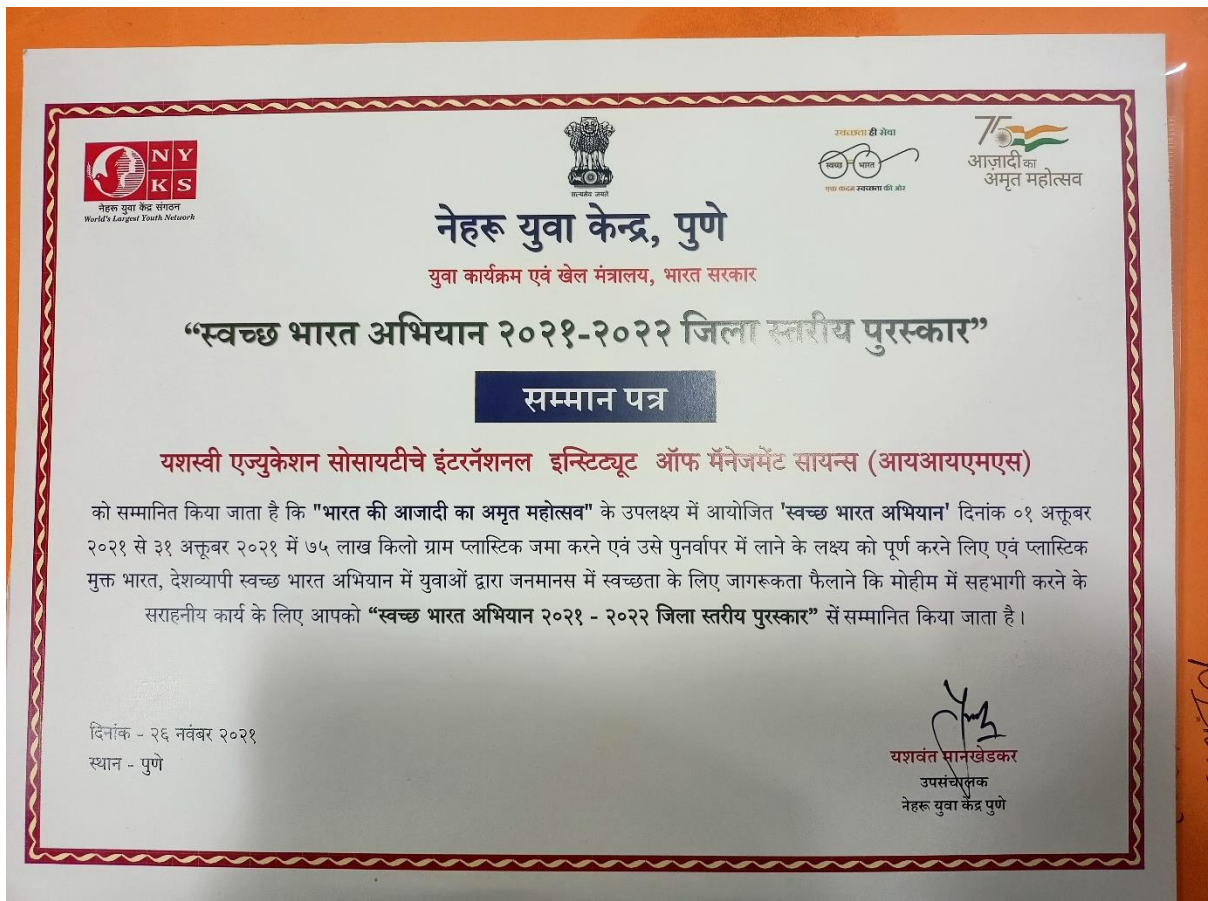 NY
KS
नेहरू युवा केंद्र संगठन
World's Largest Youth Network
सत्यमेव जयते
स्वच्छता ही सेवा
स्वच्छ भारत
एक कदम स्वच्छता की ओर
75
आज़ादी का
अमृत महोत्सव
नेहरू युवा केन्द्र, पुणे
युवा कार्यक्रम एवं खेल मंत्रालय, भारत सरकार
“स्वच्छ भारत अभियान २०२१-२०२२ जिला स्तरीय पुरस्कार”
सम्मान पत्र
यशस्वी एज्युकेशन सोसायटीचे इंटरनॅशनल इन्स्टिट्यूट ऑफ मॅनेजमेंट सायन्स (आयआयएमएस)
को सम्मानित किया जाता है कि "भारत की आजादी का अमृत महोत्सव" के उपलक्ष्य में आयोजित 'स्वच्छ भारत अभियान' दिनांक ०१ अक्तूबर
२०२१ से ३१ अक्तूबर २०२१ में ७५ लाख किलो ग्राम प्लास्टिक जमा करने एवं उसे पुनर्वापर में लाने के लक्ष्य को पूर्ण करने लिए एवं प्लास्टिक
मुक्त भारत, देशव्यापी स्वच्छ भारत अभियान में युवाओं द्वारा जनमानस में स्वच्छता के लिए जागरूकता फैलाने कि मोहीम में सहभागी करने के
सराहनीय कार्य के लिए आपको “स्वच्छ भारत अभियान २०२१ - २०२२ जिला स्तरीय पुरस्कार” सें सम्मानित किया जाता है।
दिनांक - २६ नवंबर २०२१
स्थान - पुणे
यशवंत मानखेडकर
उपसंचालक
नेहरू युवा केंद्र पुणे